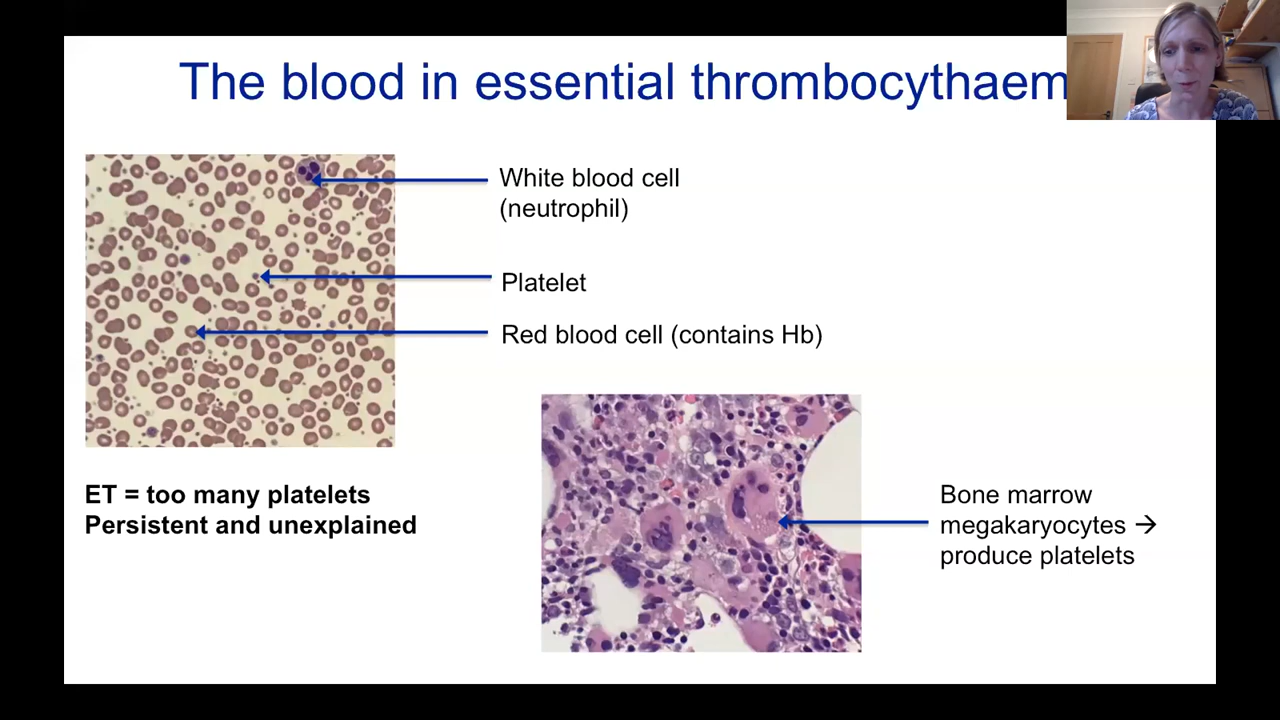 The blood in essential thrombocythaem
White blood cell
(neutrophil)
Platelet
Red blood cell (contains Hb)
ET = too many platelets
Persistent and unexplained
Bone marrow
megakaryocytes →
produce platelets